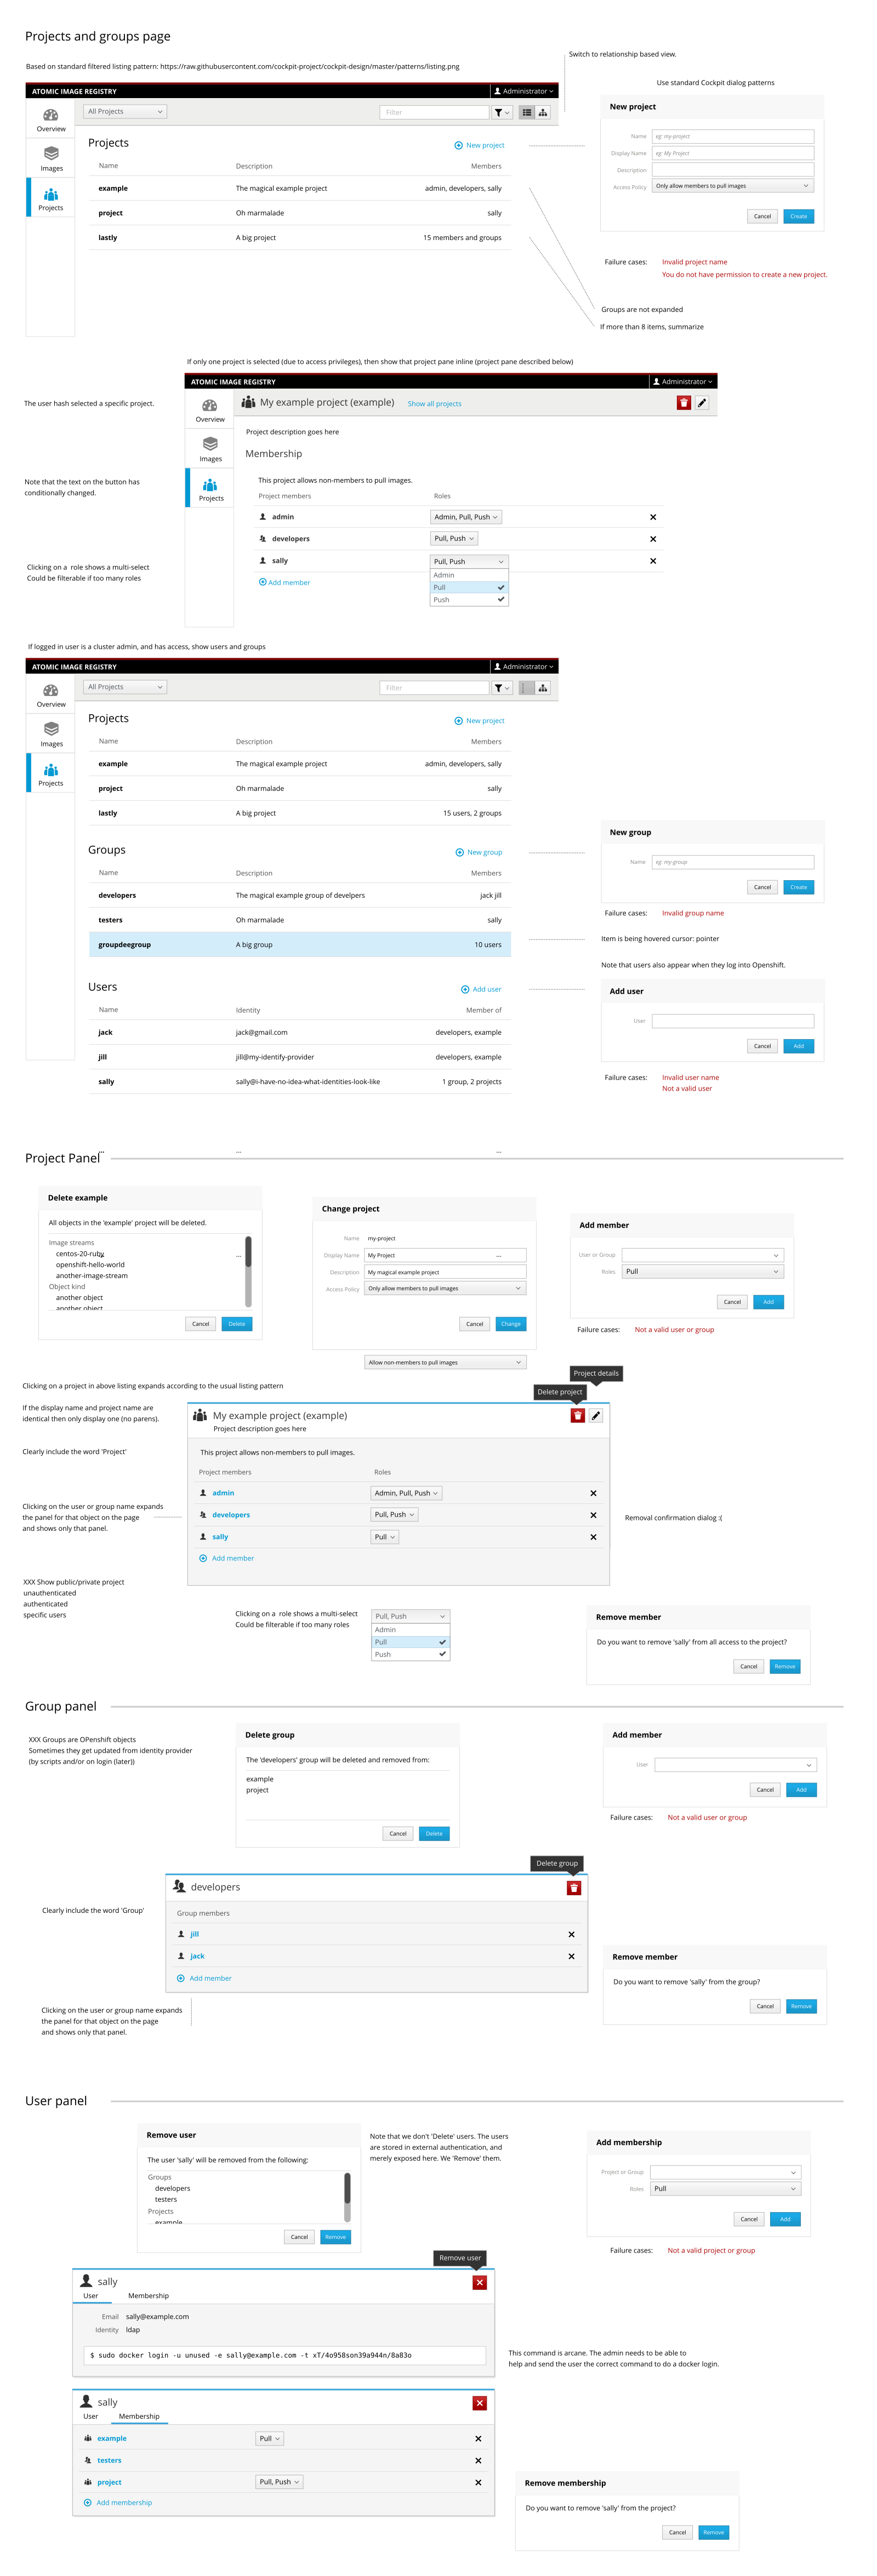 Projects and groups page
Switch to relationship based view.
Based on standard filtered listing pattern: https://raw.githubusercontent.com/cockpit-project/cockpit-design/master/patterns/listing.png
Use standard Cockpit dialog patterns
ATOMIC IMAGE REGISTRY
Administrator
All Projects
Filter
Overview
Images
Projects
Projects
New project
Name Description Members
example The magical example project admin, developers, sally
project Oh marmalade sally
lastly A big project 15 members and groups
New project
Name eg: my-project
Display Name eg: My Project
Description
Access Policy Only allow members to pull images
Cancel Create
Failure cases: Invalid project name
You do not have permission to create a new project.
Groups are not expanded
If more than 8 items, summarize
If only one project is selected (due to access privileges), then show that project pane inline (project pane described below)
The user hash selected a specific project.
Note that the text on the button has
conditionally changed.
Clicking on a role shows a multi-select
Could be filterable if too many roles
ATOMIC IMAGE REGISTRY
Administrator
Overview
Images
Projects
My example project (example) Show all projects
Project description goes here
Membership
This project allows non-members to pull images.
Project members Roles
admin Admin, Pull, Push
developers Pull, Push
sally Pull, Push
Admin
Pull
Push
Add member
If logged in user is a cluster admin, and has access, show users and groups
ATOMIC IMAGE REGISTRY
Administrator
All Projects
Filter
Overview
Images
Projects
Projects
New project
Name Description Members
example The magical example project admin, developers, sally
project Oh marmalade sally
lastly A big project 15 users, 2 groups
Groups
New group
Name Description Members
developers The magical example group of develpers jack jill
testers Oh marmalade sally
groupdeegroup A big group 10 users
Users
Add user
Name Identity Member of
jack jack@gmail.com developers, example
jill jill@my-identify-provider developers, example
sally sally@i-have-no-idea-what-identities-look-like 1 group, 2 projects
New group
Name eg: my-group
Cancel Create
Failure cases: Invalid group name
Item is being hovered cursor: pointer
Note that users also appear when they log into Openshift.
Add user
User
Cancel Add
Failure cases: Invalid user name
Not a valid user
... ... ...
Project Panel
Delete example
All objects in the 'example' project will be deleted.
Image streams
centos-20-ruby
...
openshift-hello-world
another-image-stream
Object kind
another object
another object
Cancel Delete
Change project
Name my-project
Display Name My Project ...
Description My magical example project
Access Policy Only allow members to pull images
Cancel Change
Allow non-members to pull images
Add member
User or Group
Roles Pull
Cancel Add
Failure cases: Not a valid user or group
Project details
Delete project
Clicking on a project in above listing expands according to the usual listing pattern
If the display name and project name are
identical then only display one (no parens).
Clearly include the word 'Project'
Clicking on the user or group name expands
the panel for that object on the page
and shows only that panel.
My example project (example)
Project description goes here
This project allows non-members to pull images.
Project members Roles
admin Admin, Pull, Push
developers Pull, Push
sally Pull
Add member
Removal confirmation dialog :(
XXX Show public/private project
unauthenticated
authenticated
specific users
Clicking on a role shows a multi-select
Could be filterable if too many roles
Pull, Push
Admin
Pull
Push
Remove member
Do you want to remove 'sally' from all access to the project?
Cancel Remove
Group panel
XXX Groups are OPenshift objects
Sometimes they get updated from identity provider
(by scripts and/or on login (later))
Delete group
The 'developers' group will be deleted and removed from:
example
project
Cancel Delete
Add member
User
Cancel Add
Failure cases: Not a valid user or group
Delete group
Clearly include the word 'Group'
developers
Group members
jill
jack
Add member
Remove member
Do you want to remove 'sally' from the group?
Cancel Remove
Clicking on the user or group name expands
the panel for that object on the page
and shows only that panel.
User panel
Remove user
The user 'sally' will be removed from the following:
Groups
developers
testers
Projects
example
Cancel Remove
Note that we don't 'Delete' users. The users
are stored in external authentication, and
merely exposed here. We 'Remove' them.
Add membership
Project or Group
Roles Pull
Cancel Add
Failure cases: Not a valid project or group
Remove user
sally
User Membership
Email sally@example.com
Identity ldap
$ sudo docker login -u unused -e sally@example.com -t xT/4o958son39a944n/8a83o
This command is arcane. The admin needs to be able to
help and send the user the correct command to do a docker login.
sally
User Membership
example Pull
testers
project Pull, Push
Add membership
Remove membership
Do you want to remove 'sally' from the project?
Cancel Remove